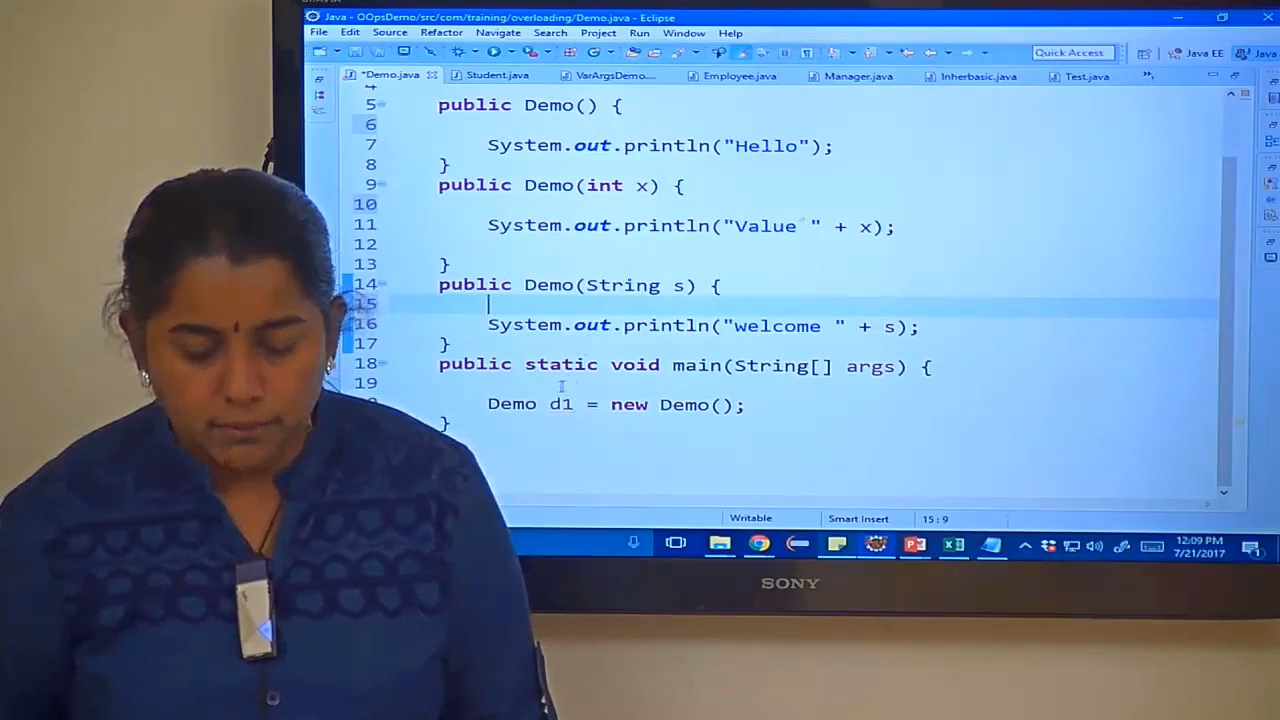 Java - OOpsDemo/src/com/training/overloading/Demo.java - Eclipse
File Edit Source Refactor Navigate Search Project Run Window Help
Quick Access Java EE Java
*Demo.java Student.java VarArgsDemo.... Employee.java Manager.java Inherbasic.java Test.java
5 public Demo() {
6
7 System.out.println("Hello");
8 }
9 public Demo(int x) {
10
11 System.out.println("Value " + x);
12
13 }
14 public Demo(String s) {
15
16 System.out.println("welcome " + s);
17 }
18 public static void main(String[] args) {
19
Demo d1 = new Demo();
}
Writable Smart Insert 15:9
12:09 PM
7/21/2017
SONY